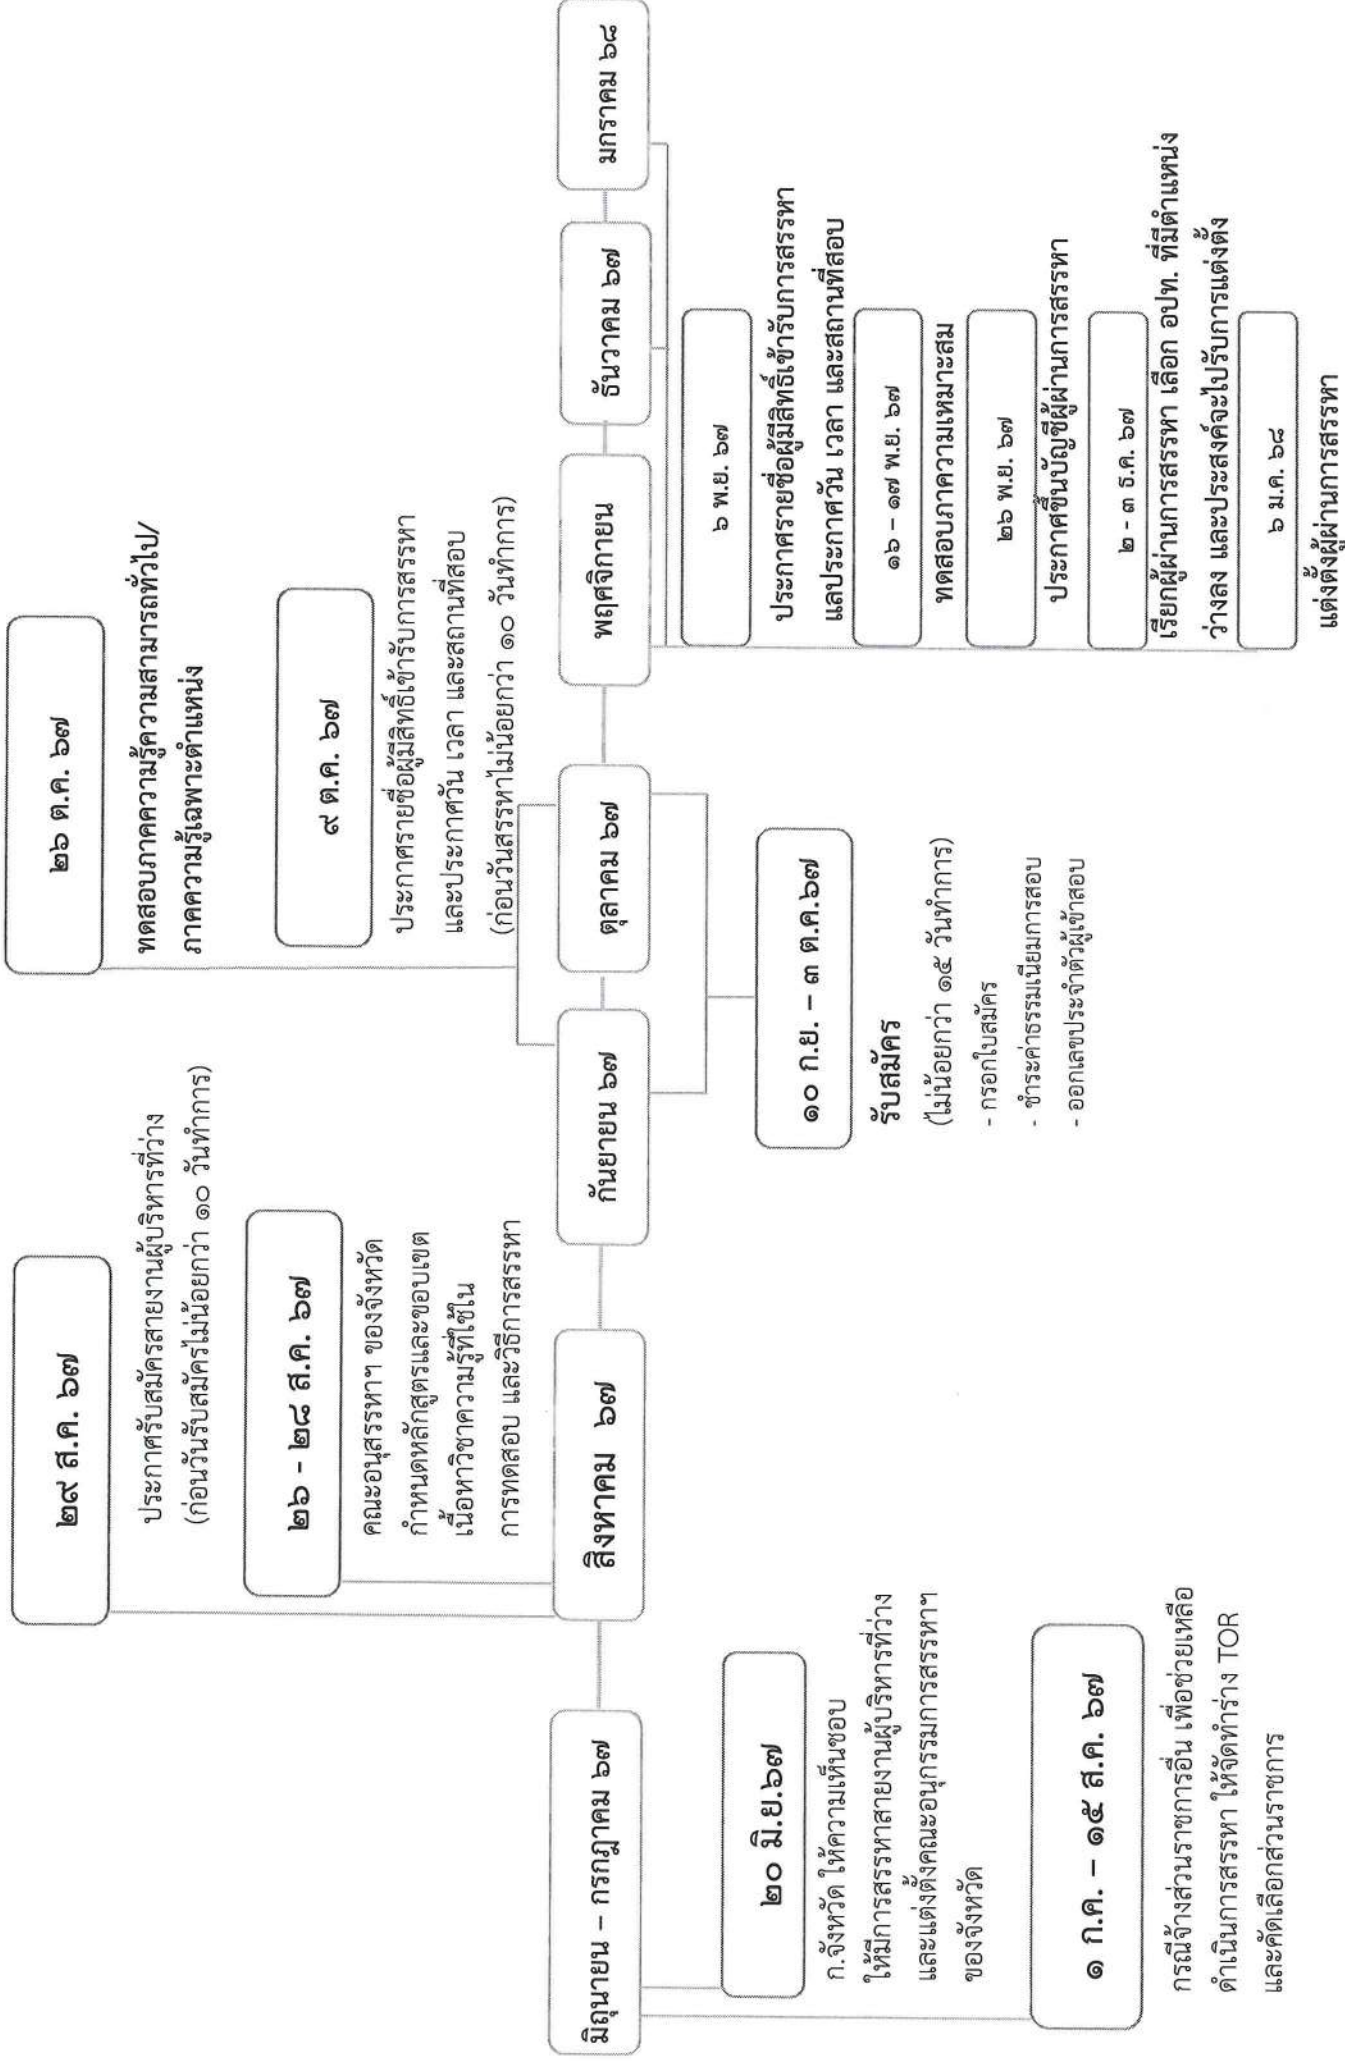 มิถุนายน – กรกฎาคม ๖๗
๒๐ มิ.ย.๖๗
ก.จังหวัด ให้ความเห็นชอบ
ให้มีการสรรหาสายงานผู้บริหารที่ว่าง
และแต่งตั้งคณะอนุกรรมการสรรหาฯ
ของจังหวัด
๑ ก.ค. – ๑๕ ส.ค. ๖๗
กรณีจ้างส่วนราชการอื่น เพื่อช่วยเหลือ
ดำเนินการสรรหา ให้จัดทำร่าง TOR
และคัดเลือกส่วนราชการ
สิงหาคม ๖๗
๒๙ ส.ค. ๖๗
ประกาศรับสมัครสายงานผู้บริหารที่ว่าง
(ก่อนวันรับสมัครไม่น้อยกว่า ๑๐ วันทำการ)
๒๖ - ๒๘ ส.ค. ๖๗
คณะอนุสรรหาฯ ของจังหวัด
กำหนดหลักสูตรและขอบเขต
เนื้อหาวิชาความรู้ที่ใช้ใน
การทดสอบ และวิธีการสรรหา
กันยายน ๖๗
ตุลาคม ๖๗
๑๐ ก.ย. – ๓ ต.ค.๖๗
รับสมัคร
(ไม่น้อยกว่า ๑๕ วันทำการ)
- กรอกใบสมัคร
- ชำระค่าธรรมเนียมการสอบ
- ออกเลขประจำตัวผู้เข้าสอบ
๒๖ ต.ค. ๖๗
ทดสอบภาคความรู้ความสามารถทั่วไป/
ภาคความรู้เฉพาะตำแหน่ง
๙ ต.ค. ๖๗
ประกาศรายชื่อผู้มีสิทธิ์เข้ารับการสรรหา
และประกาศวัน เวลา และสถานที่สอบ
(ก่อนวันสรรหาไม่น้อยกว่า ๑๐ วันทำการ)
พฤศจิกายน
ธันวาคม ๖๗
มกราคม ๖๘
๖ พ.ย. ๖๗
ประกาศรายชื่อผู้มีสิทธิ์เข้ารับการสรรหา
แลประกาศวัน เวลา และสถานที่สอบ
๑๖ – ๑๗ พ.ย. ๖๗
ทดสอบภาคความเหมาะสม
๒๖ พ.ย. ๖๗
ประกาศขึ้นบัญชีผู้ผ่านการสรรหา
๒ - ๓ ธ.ค. ๖๗
เรียกผู้ผ่านการสรรหา เลือก อปท. ที่มีตำแหน่ง
ว่างลง และประสงค์จะไปรับการแต่งตั้ง
๖ ม.ค. ๖๘
แต่งตั้งผู้ผ่านการสรรหา